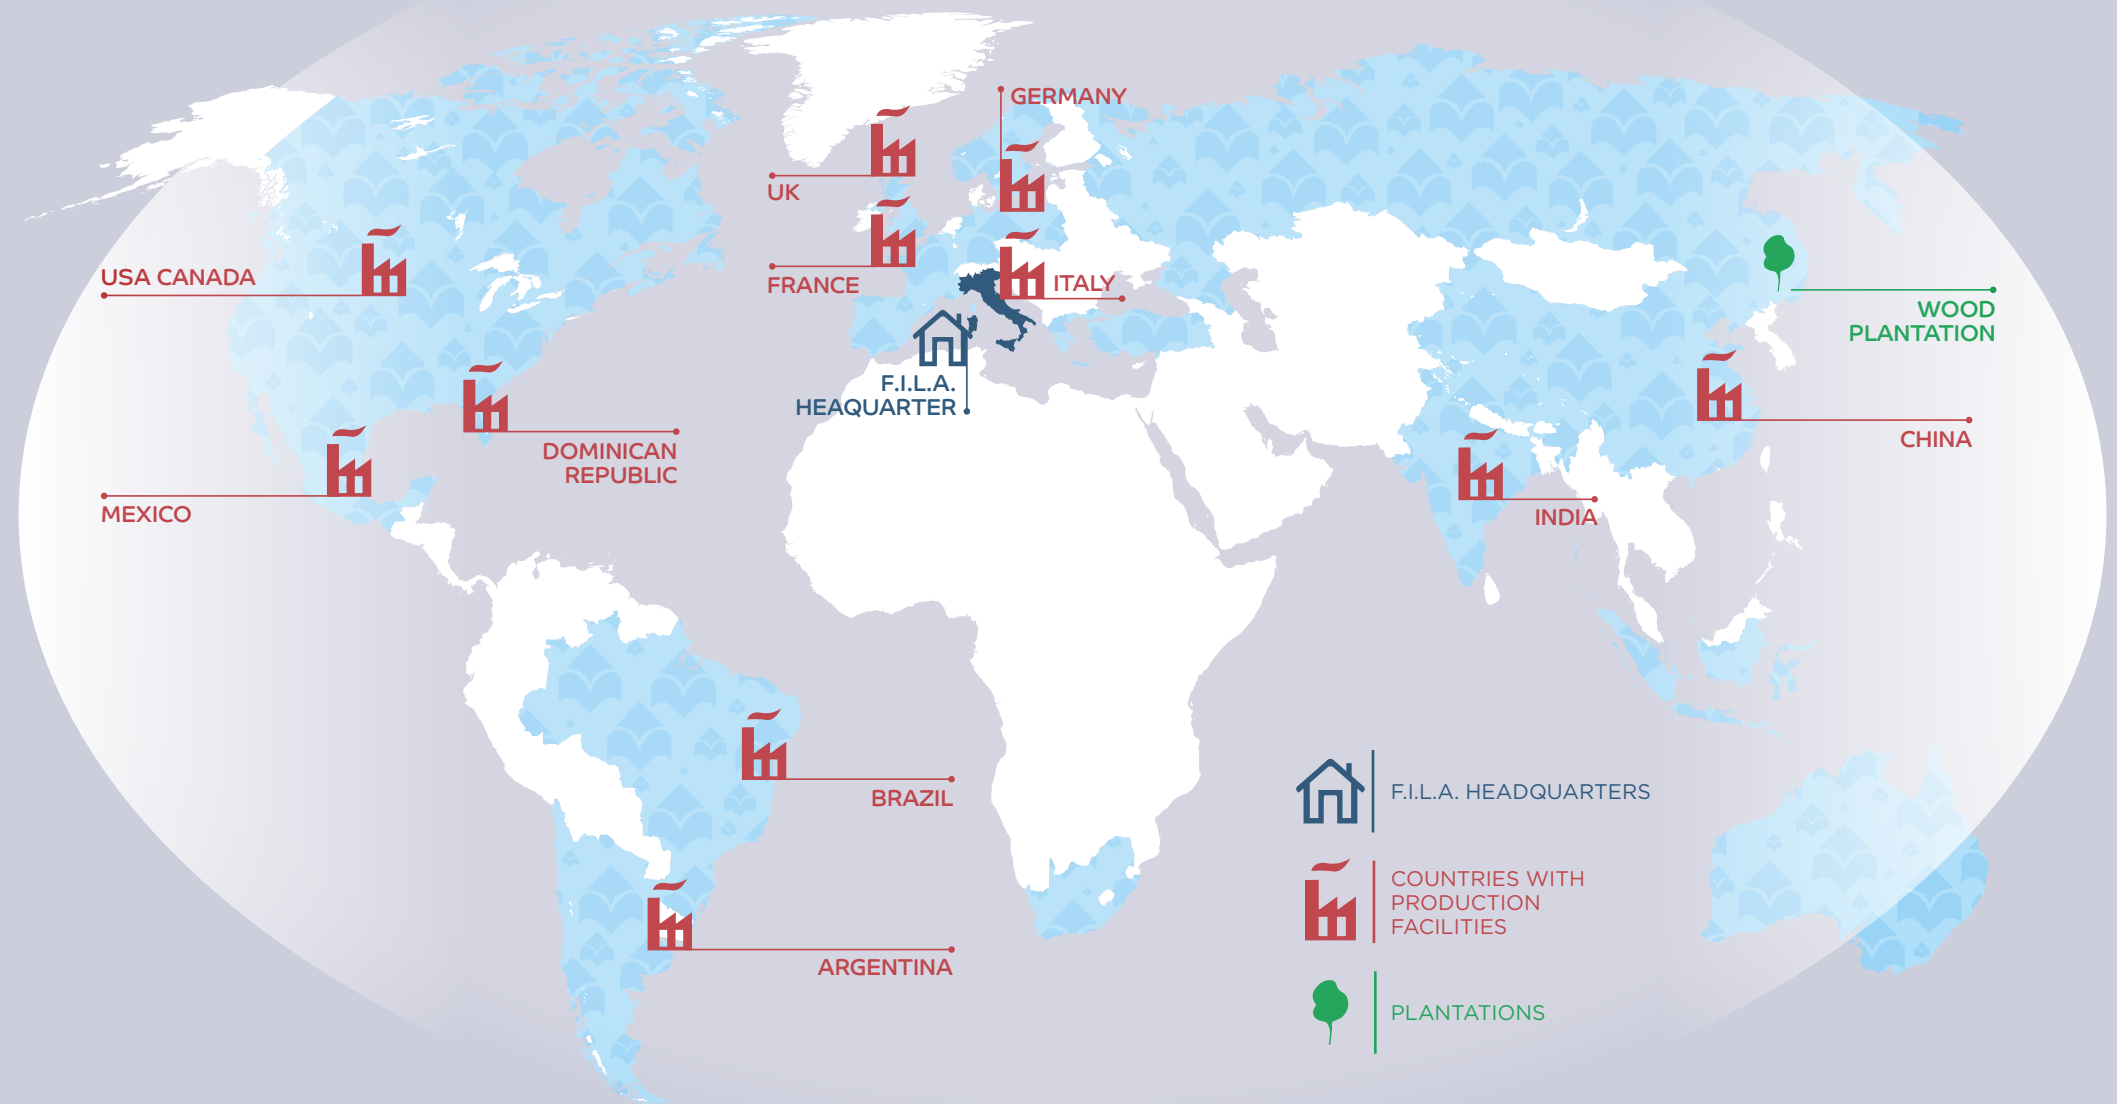 GERMANY
UK
FRANCE
ITALY
USA CANADA
WOOD
PLANTATION
F.I.L.A.
HEAQUARTER
DOMINICAN
REPUBLIC
CHINA
MEXICO
INDIA
BRAZIL
ARGENTINA
F.I.L.A. HEADQUARTERS
COUNTRIES WITH
PRODUCTION
FACILITIES
PLANTATIONS